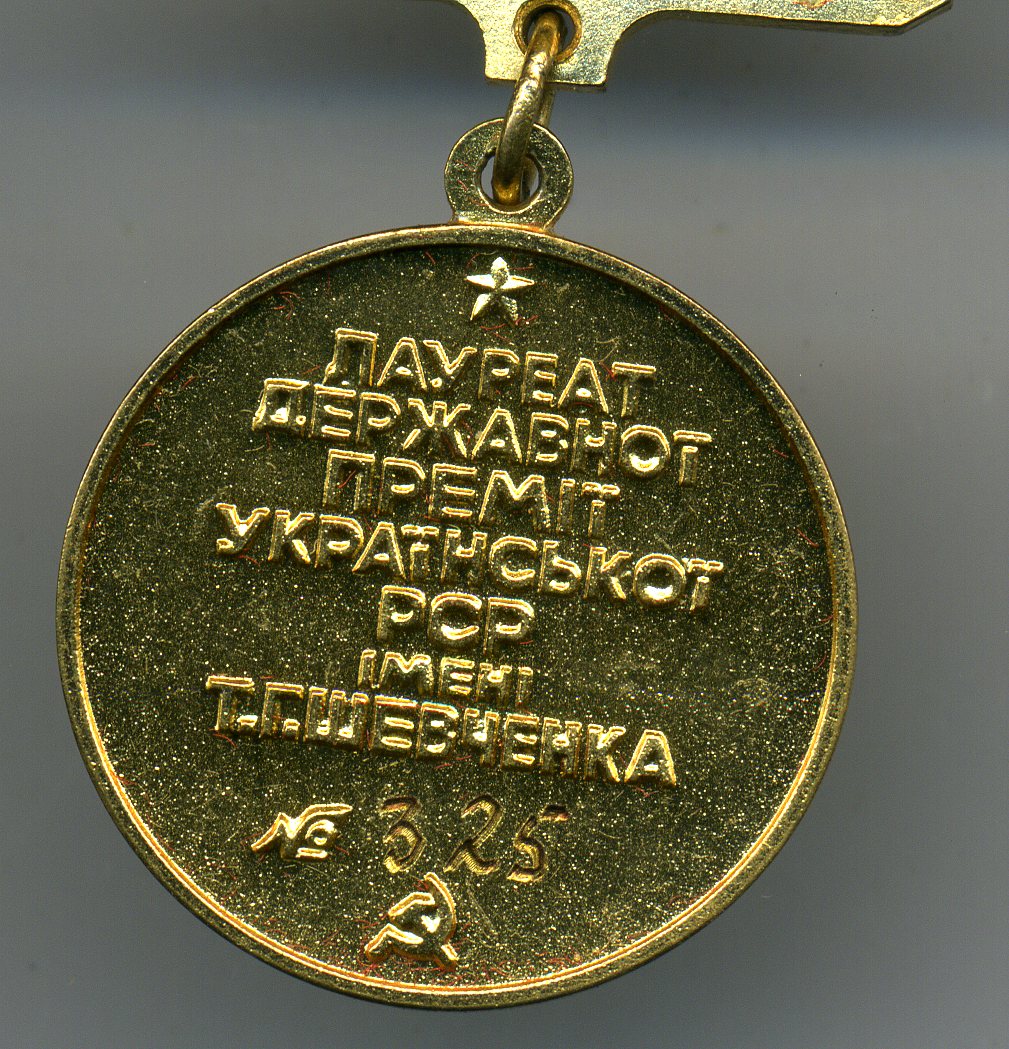 ЛАУРЕАТ
ДЕРЖАВНОЇ
ПРЕМІЇ
УКРАЇНСЬКОЇ
РСР
ІМЕНІ
Т.Г.ШЕВЧЕНКА
№ 325